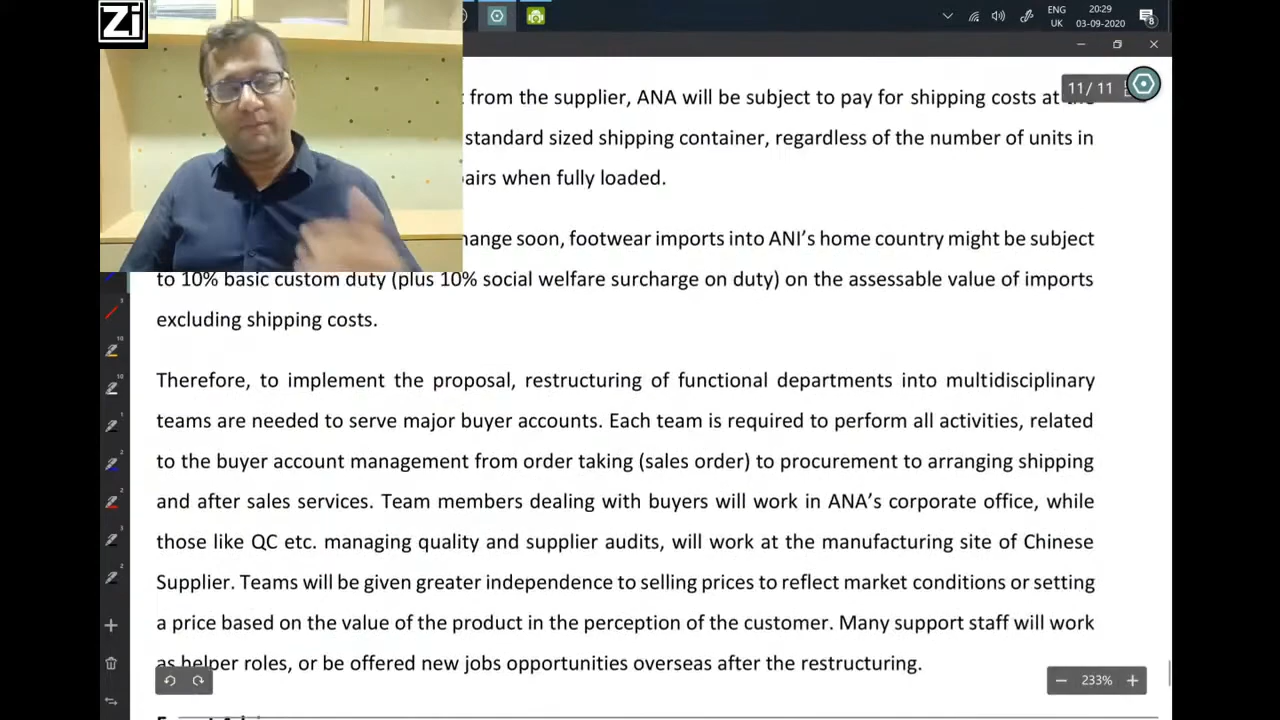 Zi
ENG
UK
20:29
03-09-2020
8
11/11
from the supplier, ANA will be subject to pay for shipping costs at
standard sized shipping container, regardless of the number of units in
airs when fully loaded.
hange soon, footwear imports into ANI's home country might be subject
to 10% basic custom duty (plus 10% social welfare surcharge on duty) on the assessable value of imports
excluding shipping costs.
Therefore, to implement the proposal, restructuring of functional departments into multidisciplinary
teams are needed to serve major buyer accounts. Each team is required to perform all activities, related
to the buyer account management from order taking (sales order) to procurement to arranging shipping
and after sales services. Team members dealing with buyers will work in ANA's corporate office, while
those like QC etc. managing quality and supplier audits, will work at the manufacturing site of Chinese
Supplier. Teams will be given greater independence to selling prices to reflect market conditions or setting
a price based on the value of the product in the perception of the customer. Many support staff will work
as helper roles, or be offered new jobs opportunities overseas after the restructuring.
233%